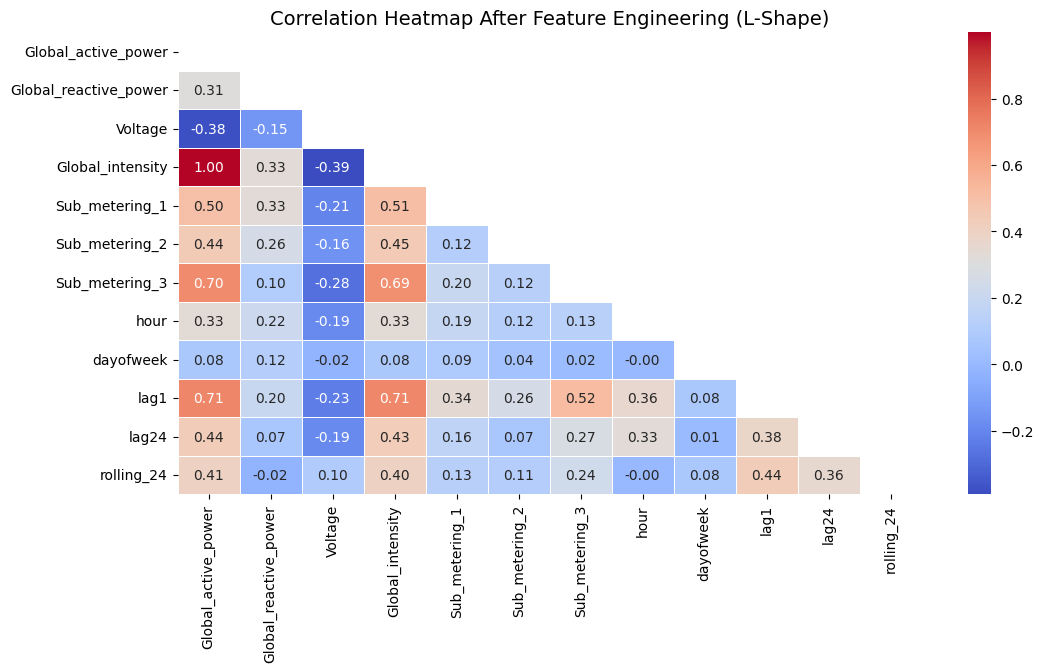 Correlation Heatmap After Feature Engineering (L-Shape)
Global_active_power
Global_reactive_power 0.31
Voltage -0.38 -0.15
Global_intensity 1.00 0.33 -0.39
Sub_metering_1 0.50 0.33 -0.21 0.51
Sub_metering_2 0.44 0.26 -0.16 0.45 0.12
Sub_metering_3 0.70 0.10 -0.28 0.69 0.20 0.12
hour 0.33 0.22 -0.19 0.33 0.19 0.12 0.13
dayofweek 0.08 0.12 -0.02 0.08 0.09 0.04 0.02 -0.00
lag1 0.71 0.20 -0.23 0.71 0.34 0.26 0.52 0.36 0.08
lag24 0.44 0.07 -0.19 0.43 0.16 0.07 0.27 0.33 0.01 0.38
rolling_24 0.41 -0.02 0.10 0.40 0.13 0.11 0.24 -0.00 0.08 0.44 0.36
Global_active_power
Global_reactive_power
Voltage
Global_intensity
Sub_metering_1
Sub_metering_2
Sub_metering_3
hour
dayofweek
lag1
lag24
rolling_24
0.8
0.6
0.4
0.2
0.0
−0.2